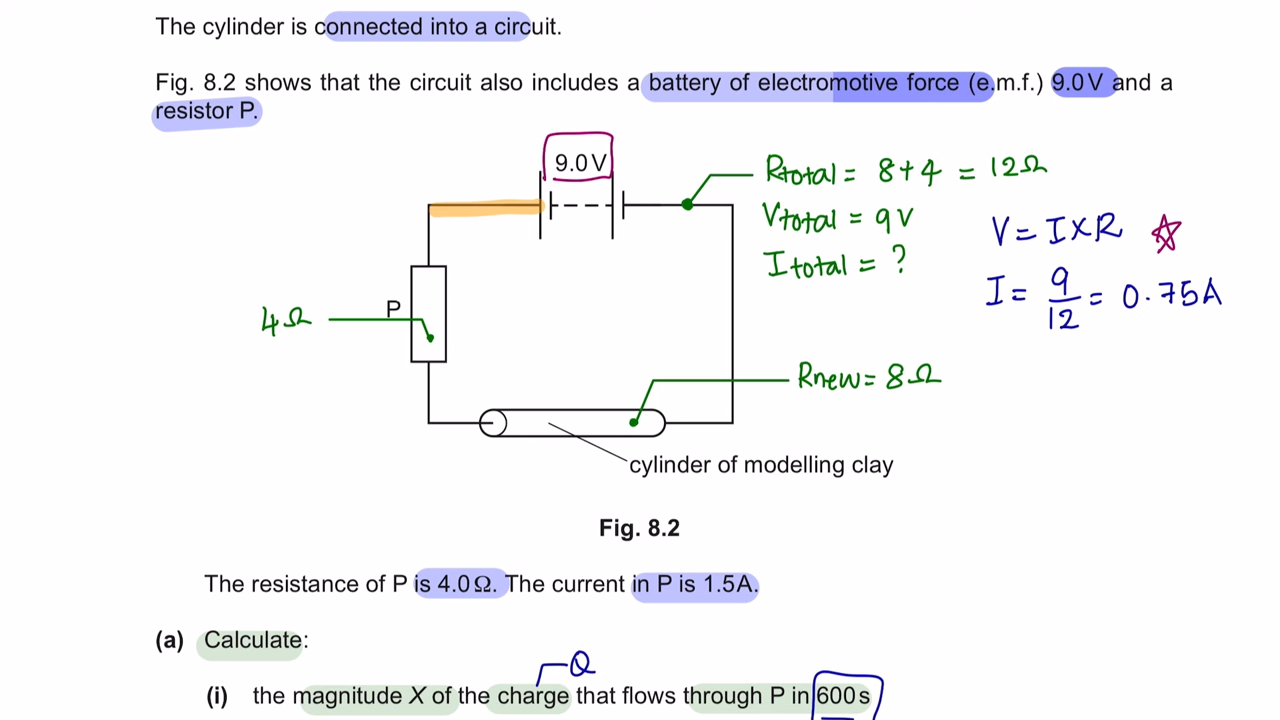 The cylinder is connected into a circuit.
Fig. 8.2 shows that the circuit also includes a battery of electromotive force (e.m.f.) 9.0 V and a
resistor P.
9.0 V
Rtotal = 8+4 = 12Ω
Vtotal = 9V
Itotal = ?
V = I×R ☆
I = 9/12 = 0.75A
P
4Ω
Rnew = 8Ω
cylinder of modelling clay
Fig. 8.2
The resistance of P is 4.0 Ω. The current in P is 1.5 A.
(a) Calculate:
Q
(i) the magnitude X of the charge that flows through P in 600 s